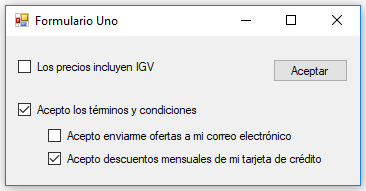 Formulario Uno
Los precios incluyen IGV
Aceptar
Acepto los términos y condiciones
Acepto enviarme ofertas a mi correo electrónico
Acepto descuentos mensuales de mi tarjeta de crédito